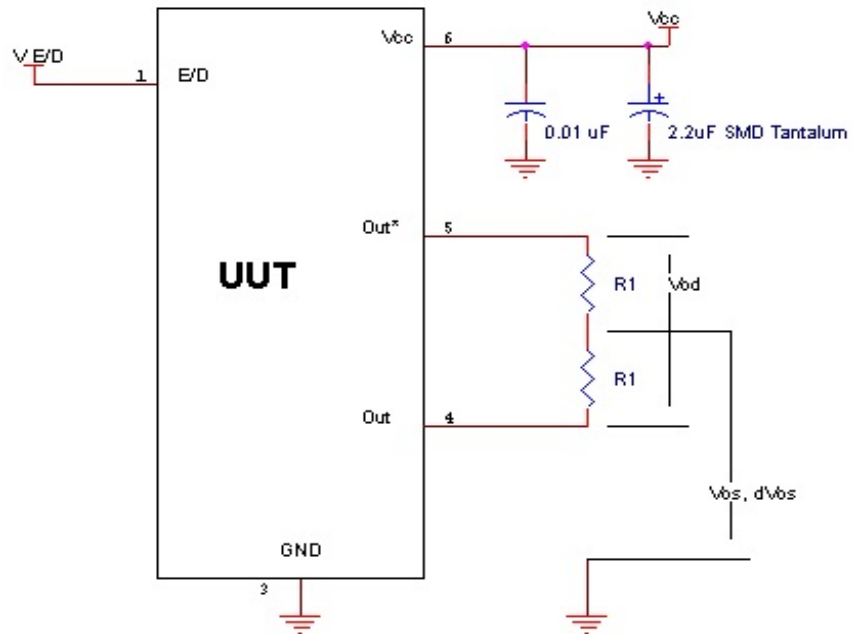 Vcc
Vcc 6
V E/D
1 E/D
0.01 uF
+
2.2uF SMD Tantalum
Out* 5
UUT
R1
Vod
R1
Out 4
Vos, dVos
GND
3